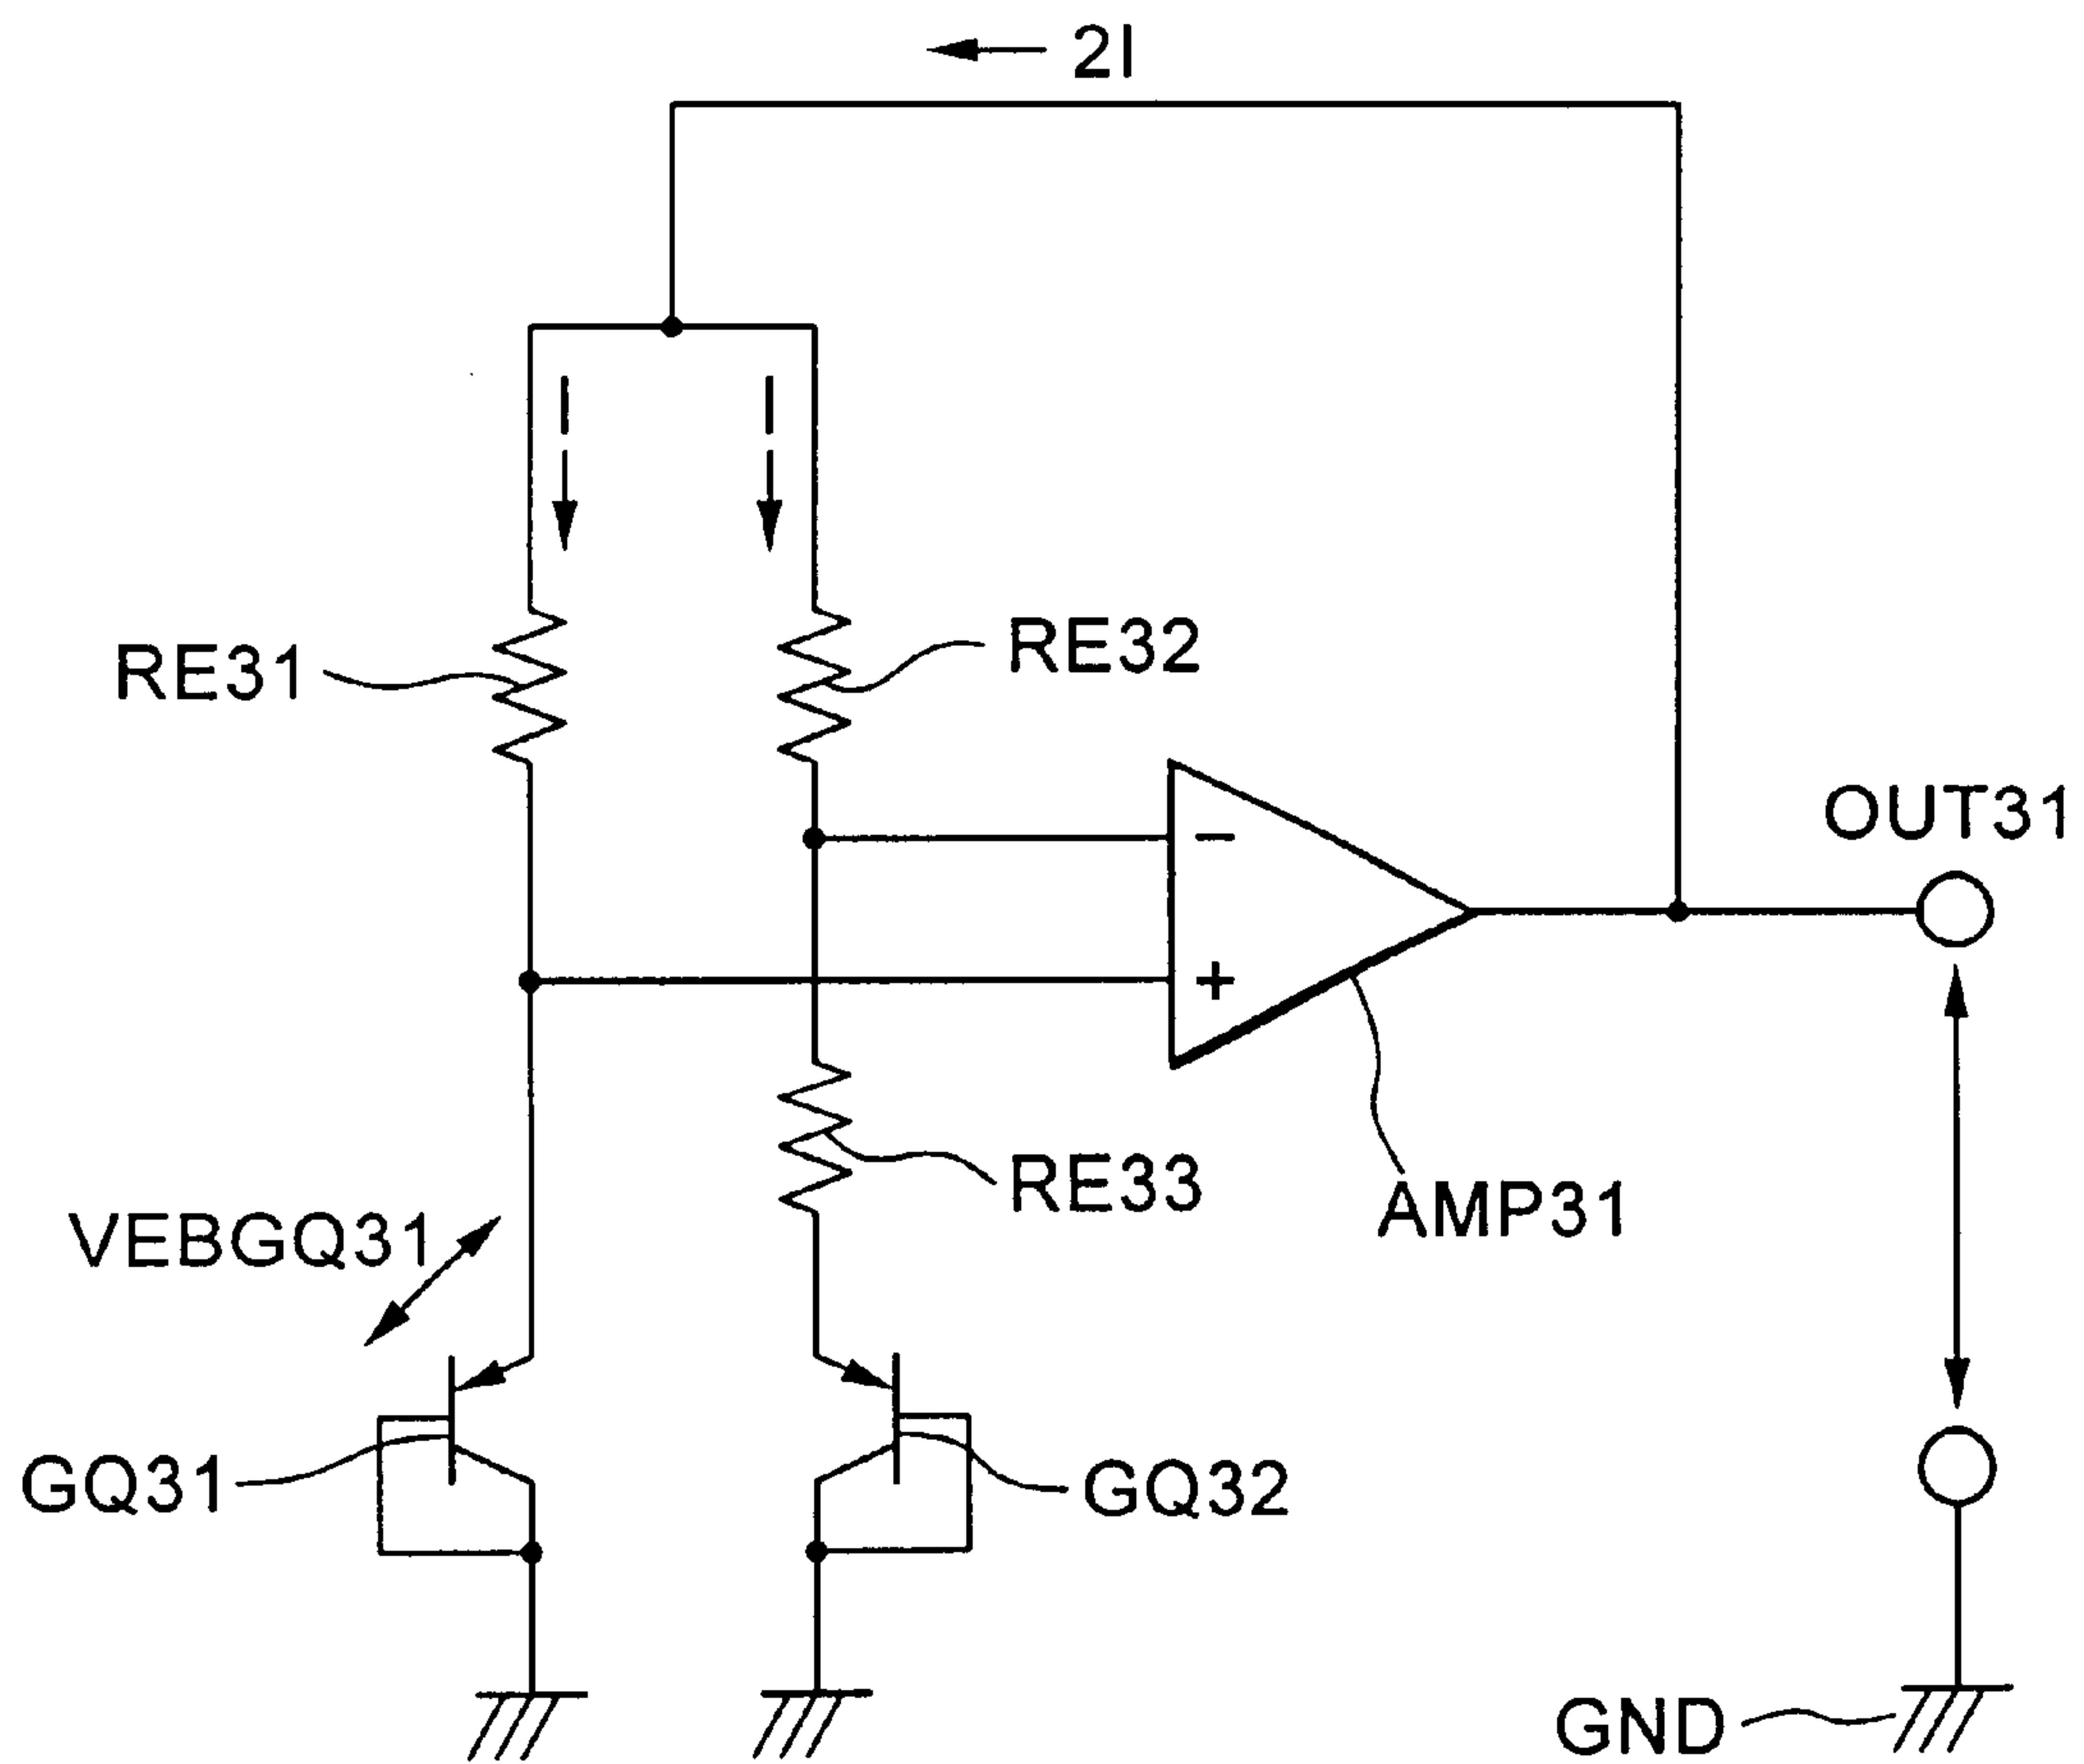 2I
I
I
RE31
RE32
OUT31
−
+
RE33
AMP31
VEBGQ31
GQ31
GQ32
GND